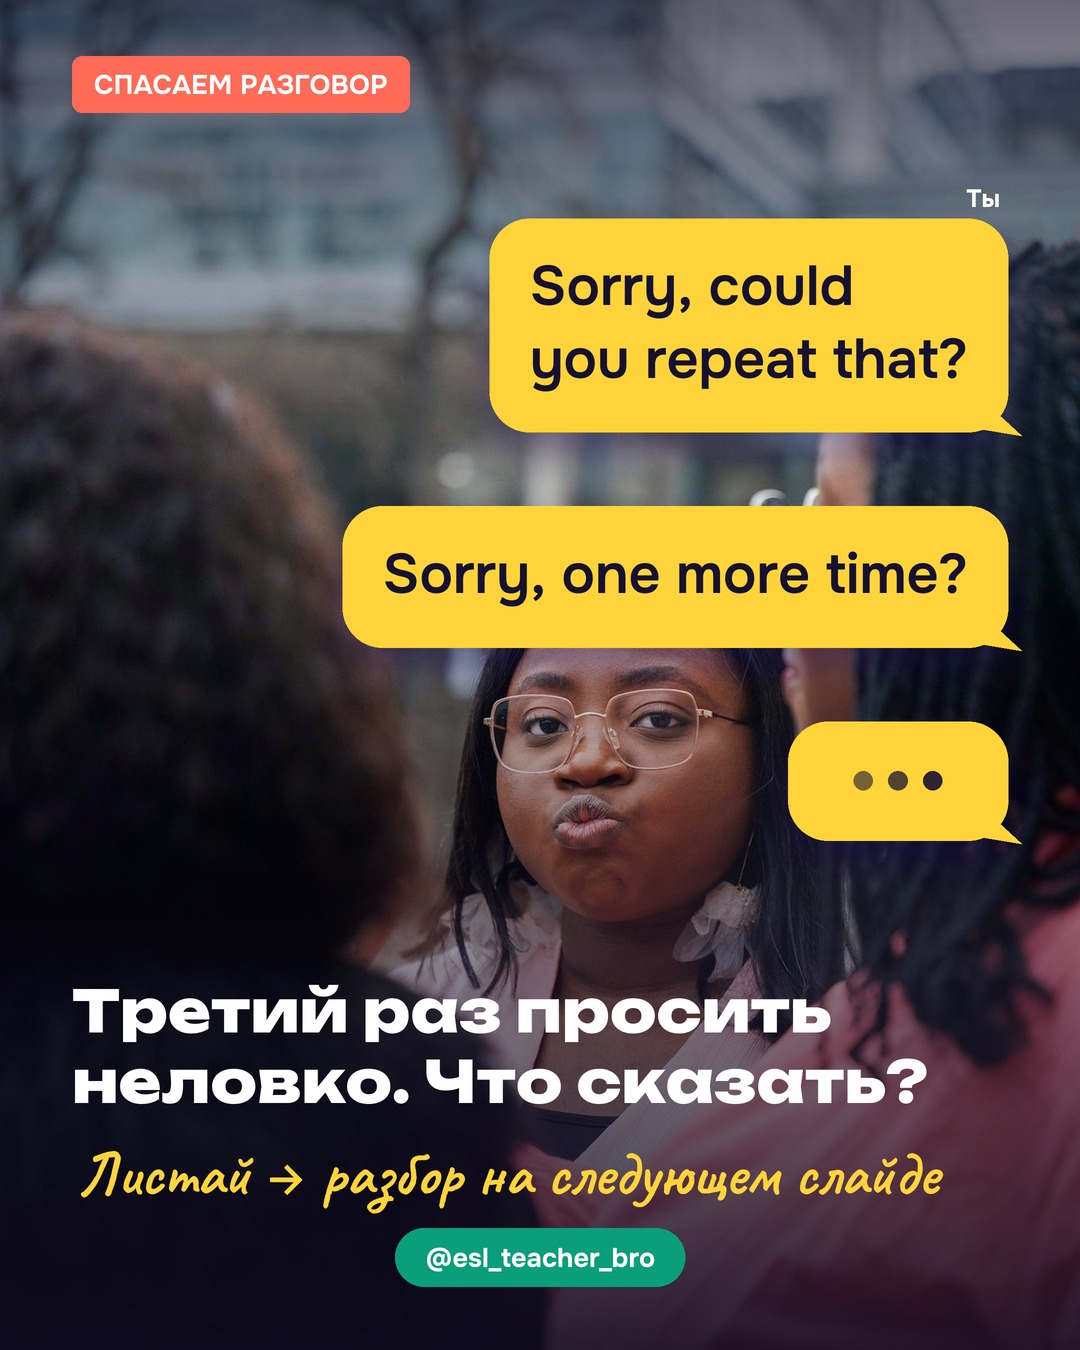 СПАСАЕМ РАЗГОВОР
Ты
Sorry, could
you repeat that?
Sorry, one more time?
Третий раз просить
неловко. Что сказать?
Листай → разбор на следующем слайде
@esl_teacher_bro